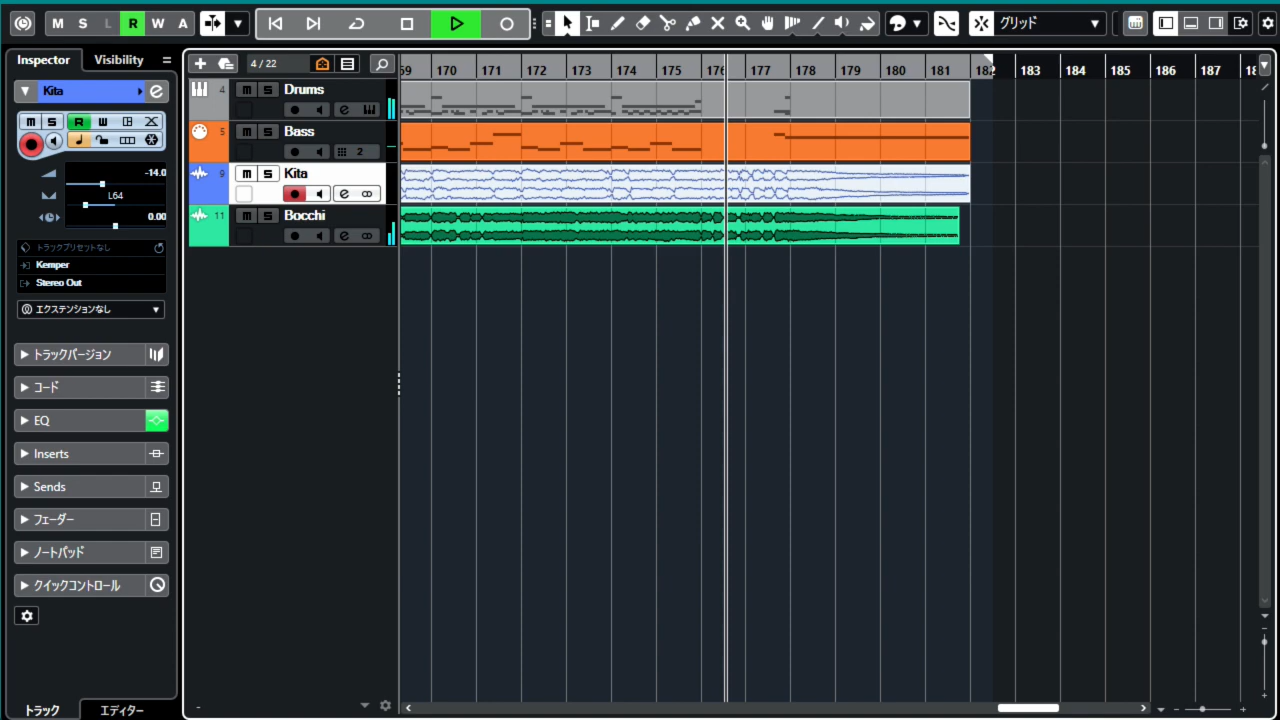 M S L R W A
グリッド
Inspector Visibility
4 / 22
59 170 171 172 173 174 175 176 177 178 179 180 181 182 183 184 185 186 187
Kita
4 m S Drums
5 m S Bass
2
9 m S Kita
11 m S Bocchi
m S R W
-14.0
L64
0.00
トラックプリセットなし
Kemper
Stereo Out
エクステンションなし
トラックバージョン
コード
EQ
Inserts
Sends
フェーダー
ノートパッド
クイックコントロール
トラック エディター